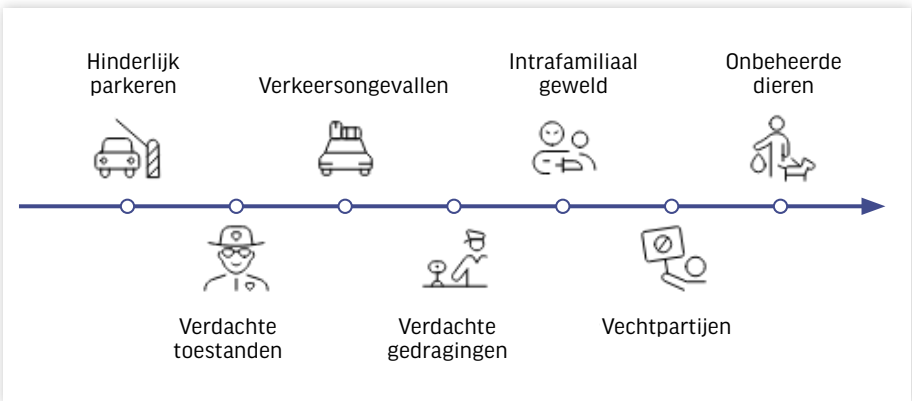 Hinderlijk
parkeren
Verdachte
toestanden
Verkeersongevallen
Verdachte
gedragingen
Intrafamiliaal
geweld
Vechtpartijen
Onbeheerde
dieren